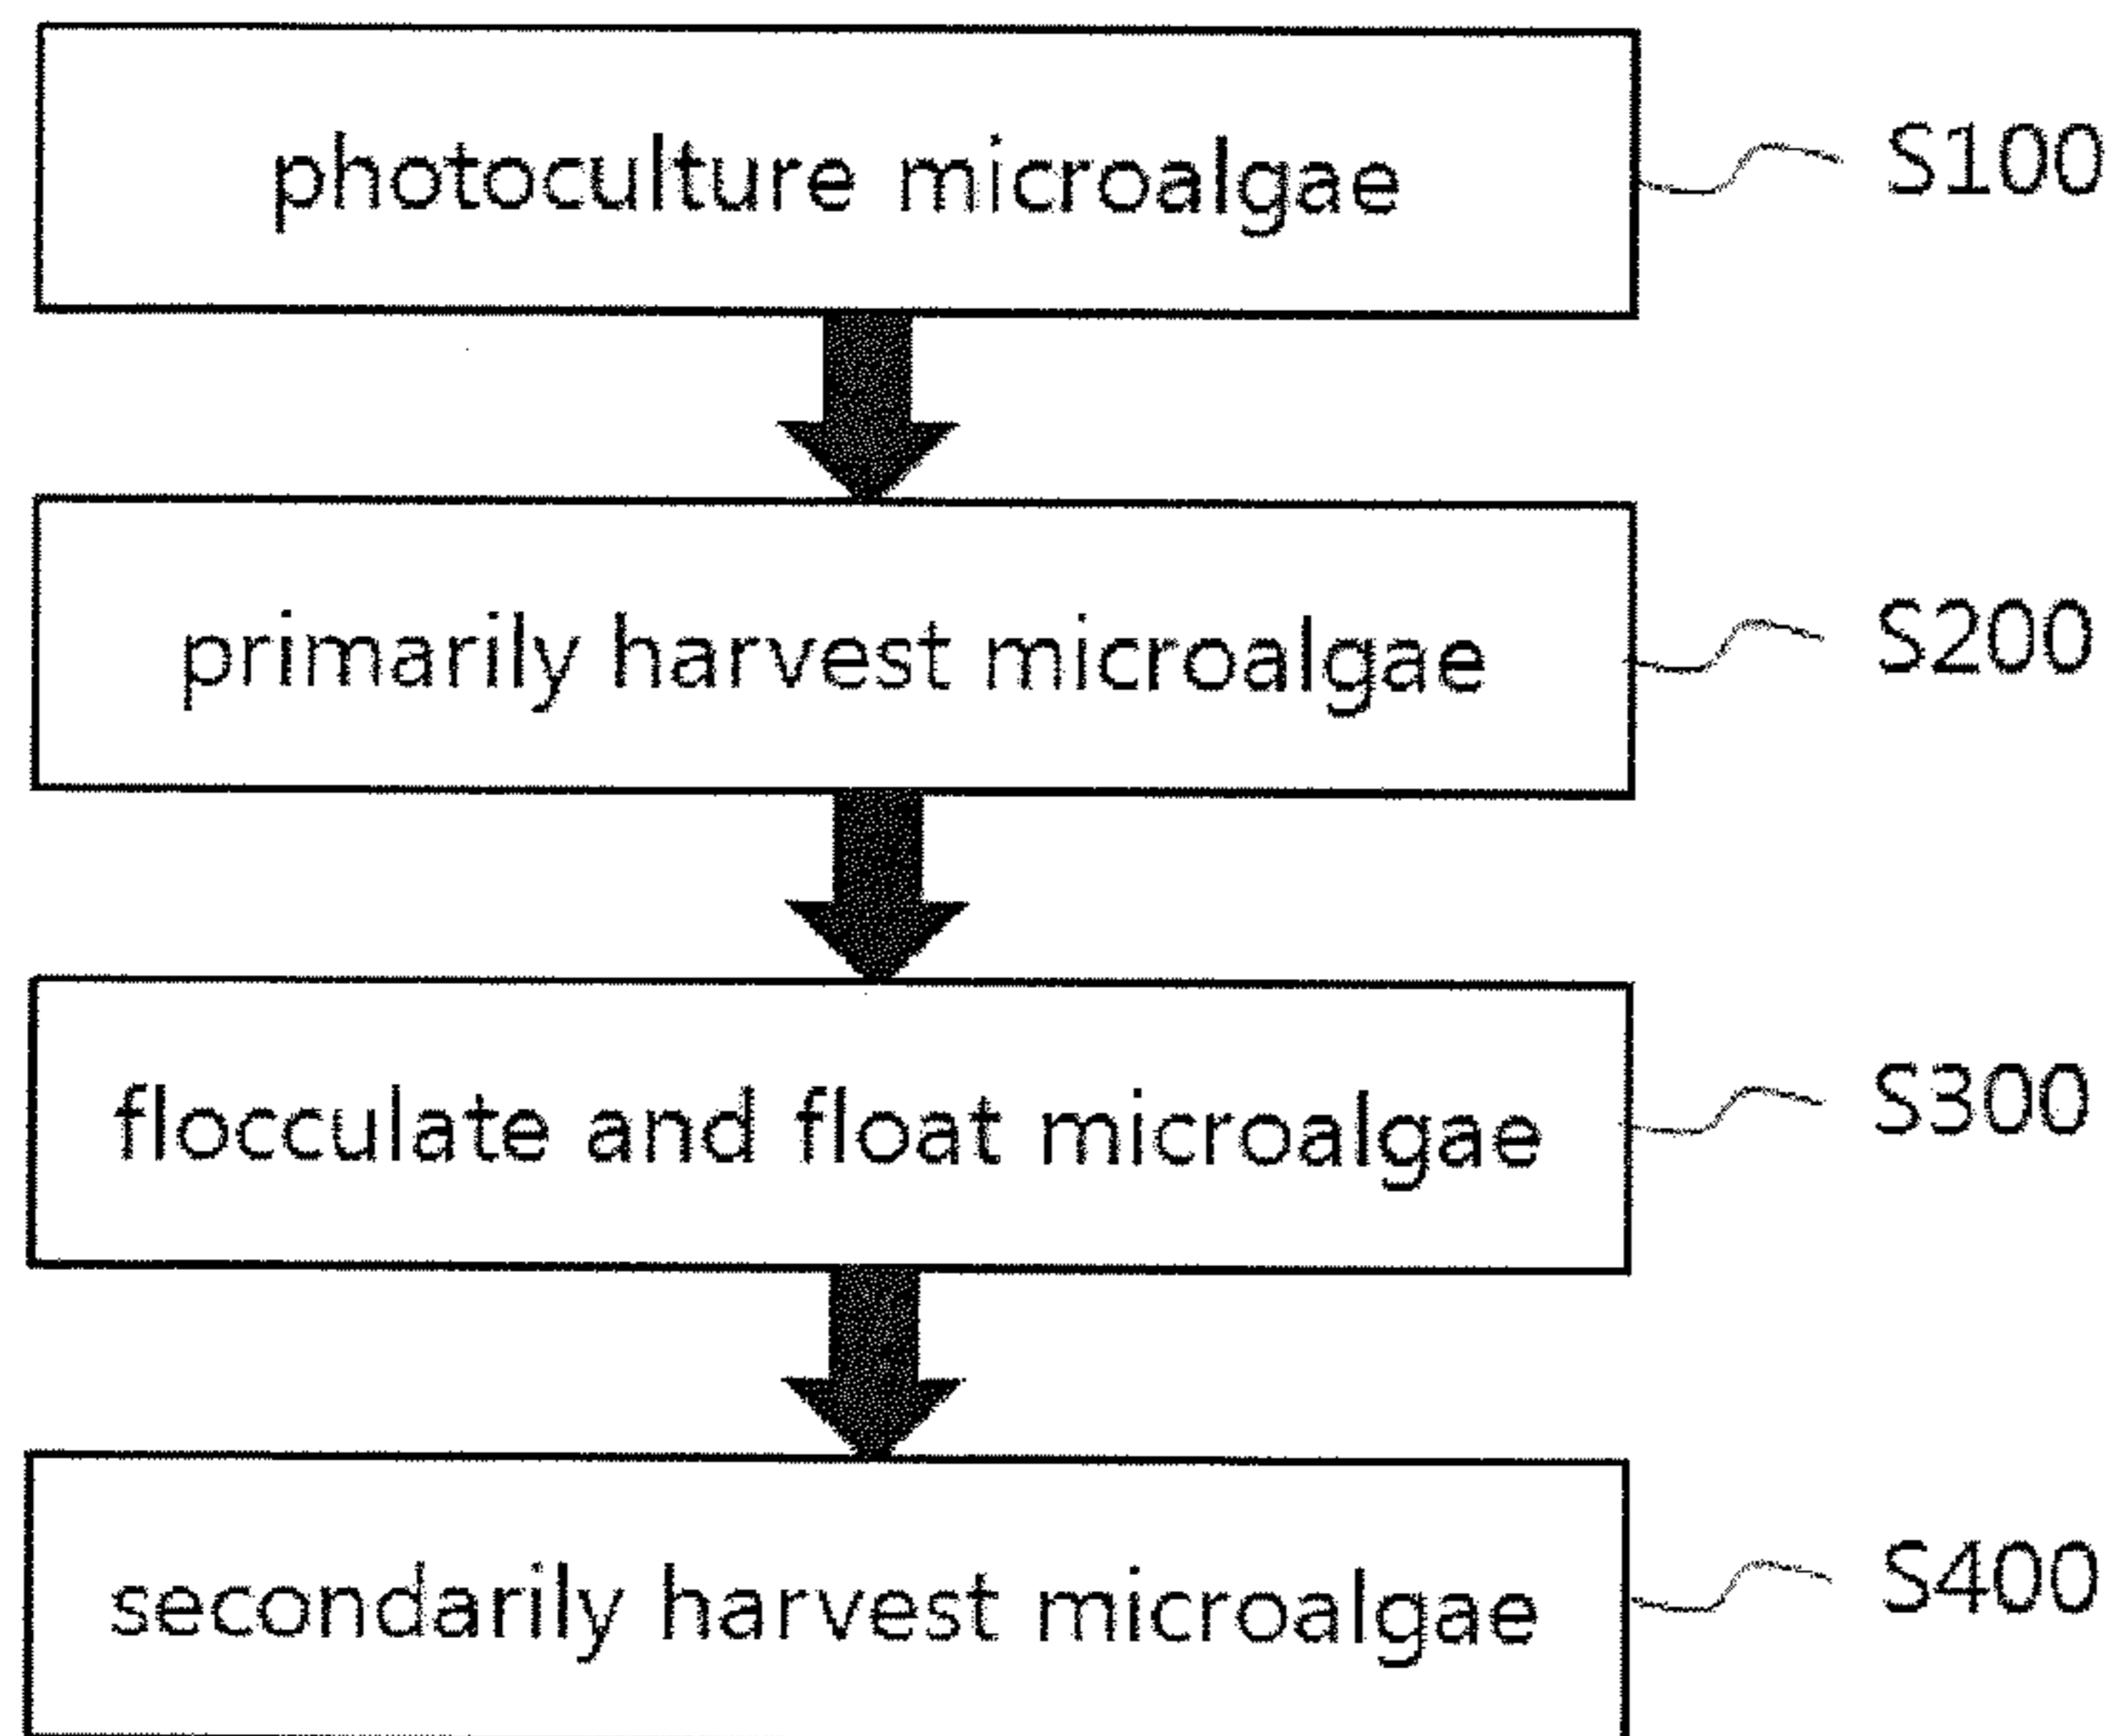 photoculture microalgae S100
primarily harvest microalgae S200
flocculate and float microalgae S300
secondarily harvest microalgae S400